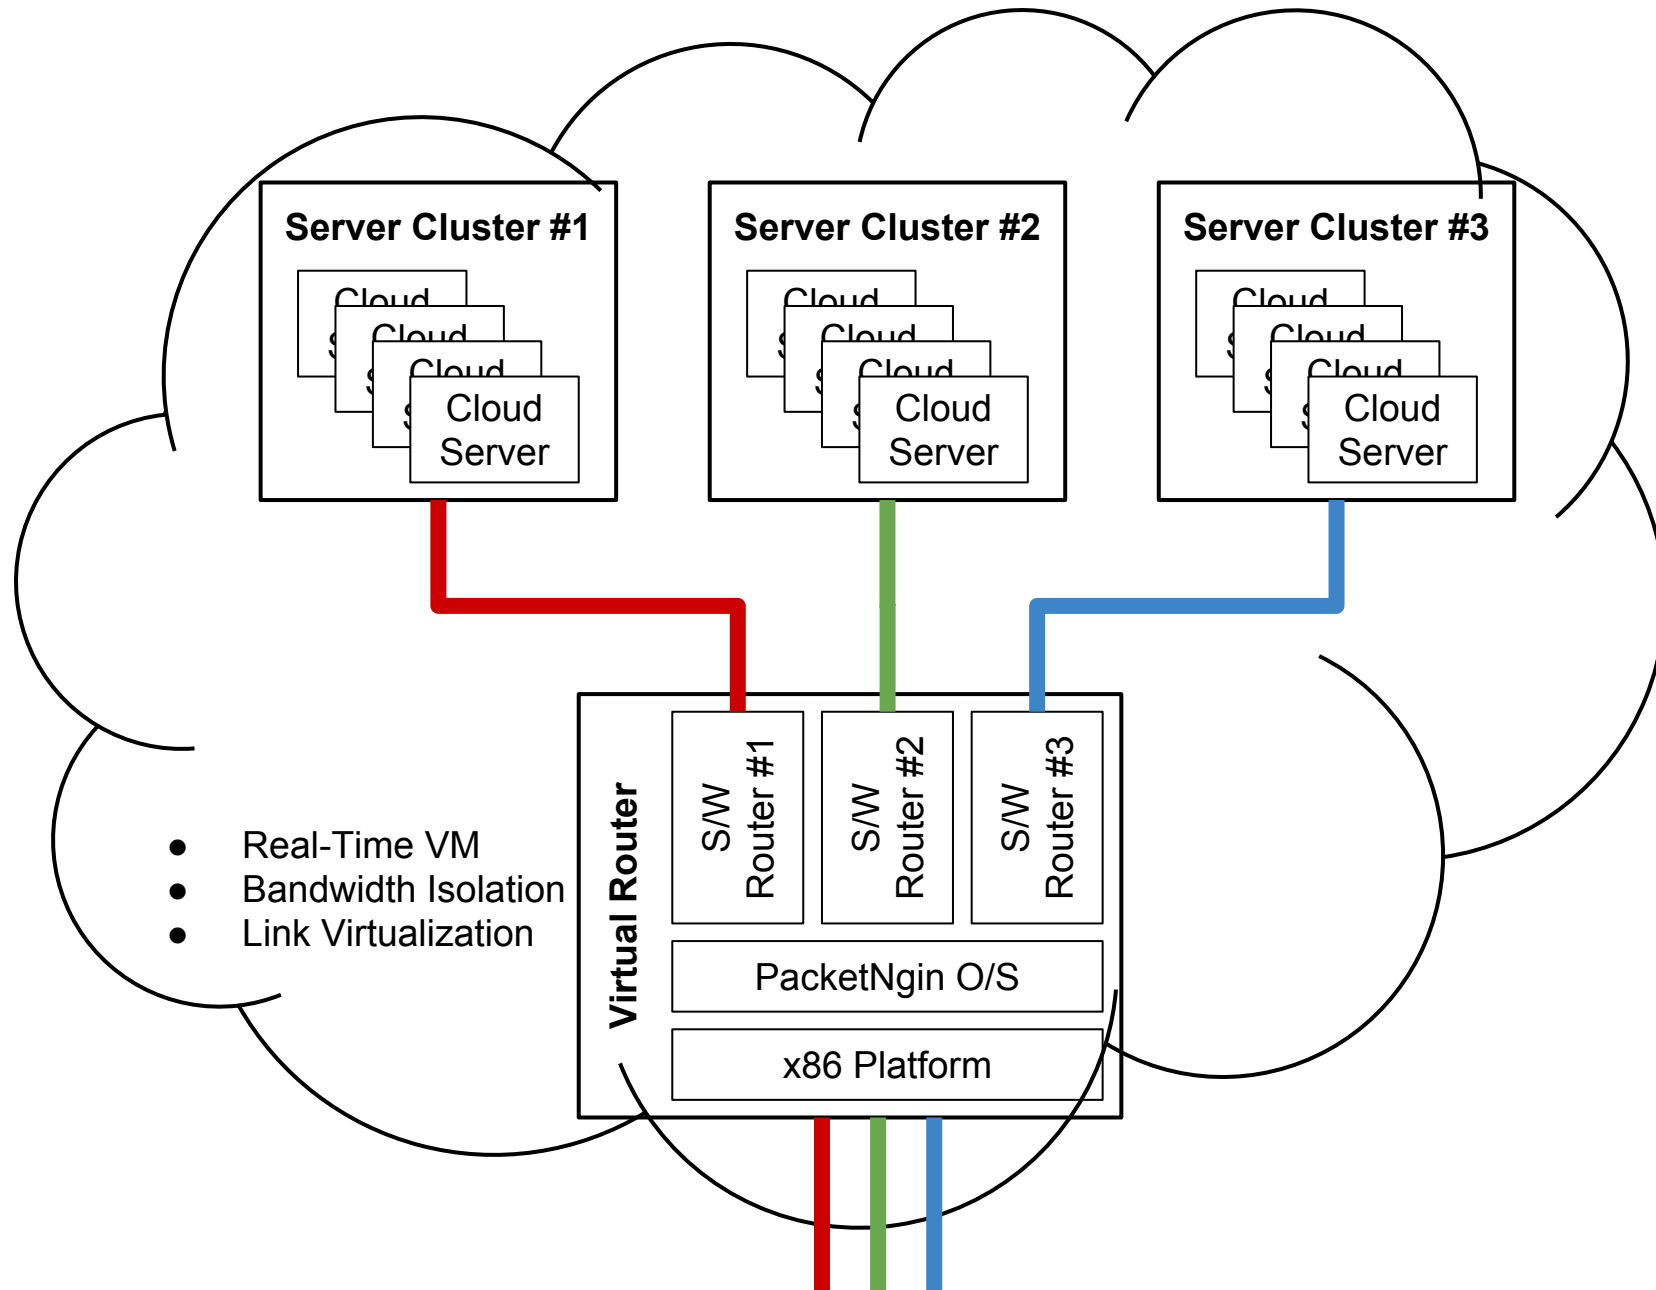 Server Cluster #1
Cloud
Cloud
Cloud
Cloud
Server
Server Cluster #2
Cloud
Cloud
Cloud
Cloud
Server
Server Cluster #3
Cloud
Cloud
Cloud
Cloud
Server
● Real-Time VM
● Bandwidth Isolation
● Link Virtualization
Virtual Router
S/W
Router #1
S/W
Router #2
S/W
Router #3
PacketNgin O/S
x86 Platform